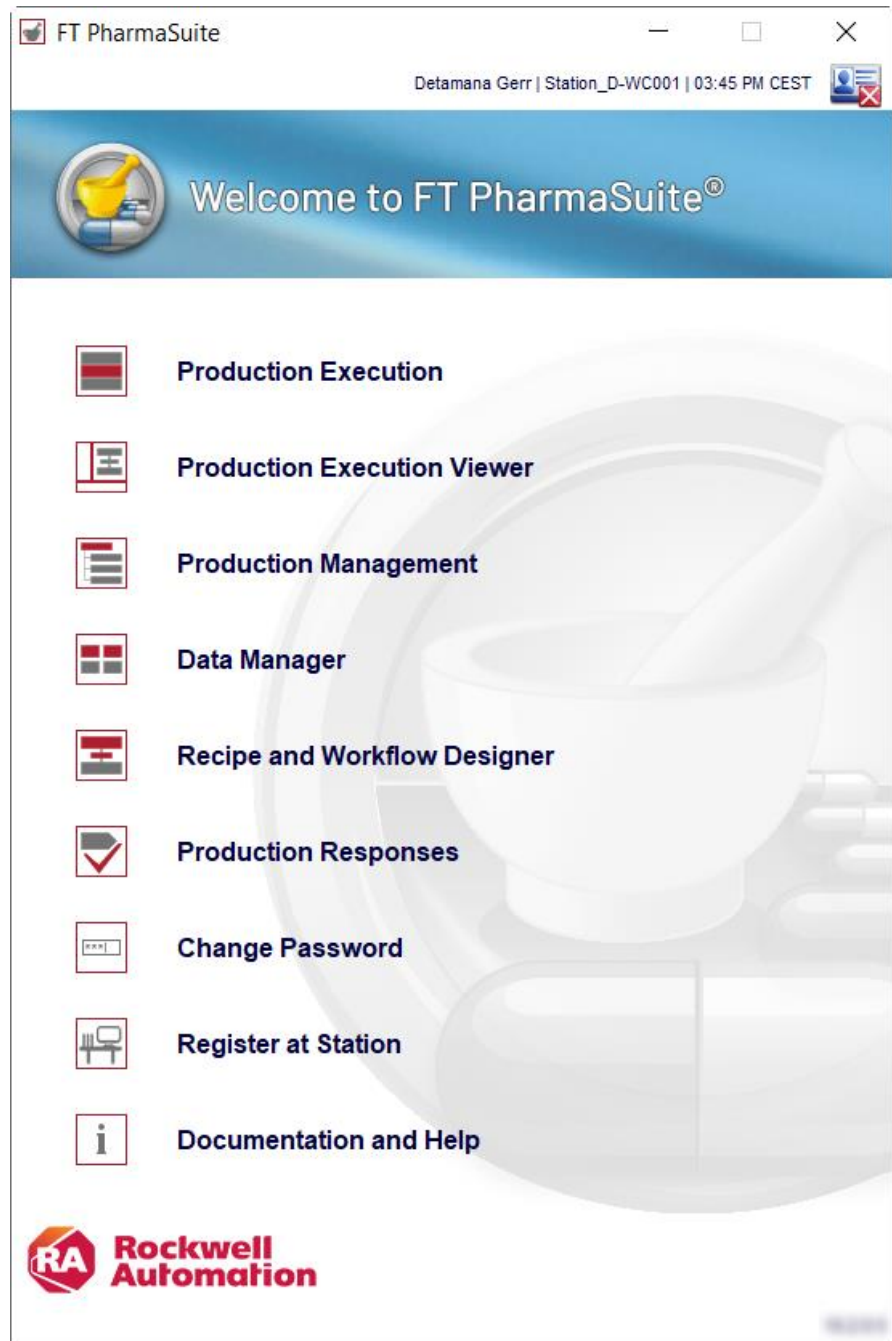 FT PharmaSuite
Detamana Gerr | Station_D-WC001 | 03:45 PM CEST
Welcome to FT PharmaSuite®
Production Execution
Production Execution Viewer
Production Management
Data Manager
Recipe and Workflow Designer
Production Responses
***|
Change Password
Register at Station
i
Documentation and Help
RA
Rockwell
Automation